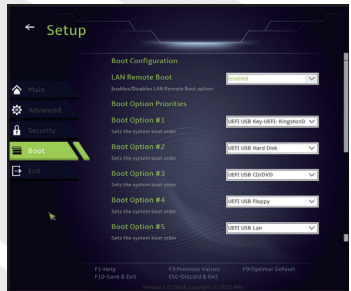 ← Setup
Boot Configuration
LAN Remote Boot
Enabled
Enables/Disables LAN Remote Boot option
Main
Advanced
Security
Boot
Exit
Boot Option Priorities
Boot Option #1
UEFI USB Key:UEFI: KingstonD
Sets the system boot order
Boot Option #2
UEFI USB Hard Disk
Sets the system boot order
Boot Option #3
UEFI USB CD/DVD
Sets the system boot order
Boot Option #4
UEFI USB Floppy
Sets the system boot order
Boot Option #5
UEFI USB Lan
Sets the system boot order
F1-Help
F3-Previous Values
F9-Optimal Default
F10-Save & Exit
ESC-Discard & Exit